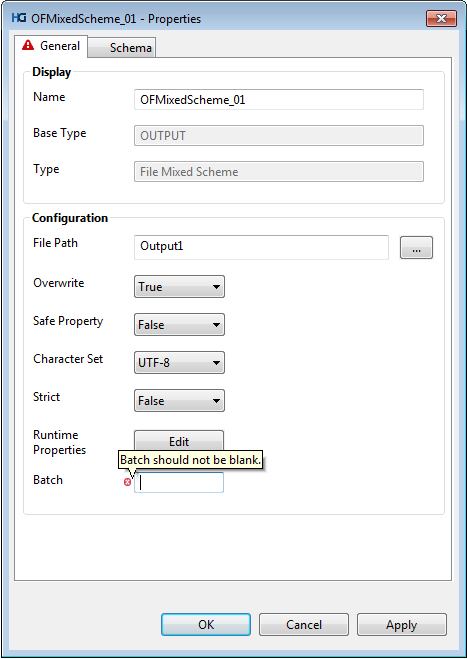 HG OFMixedScheme_01 - Properties
General Schema
Display
Name OFMixedScheme_01
Base Type OUTPUT
Type File Mixed Scheme
Configuration
File Path Output1 ...
Overwrite True
Safe Property False
Character Set UTF-8
Strict False
Runtime
Properties Edit
Batch should not be blank.
Batch
OK Cancel Apply